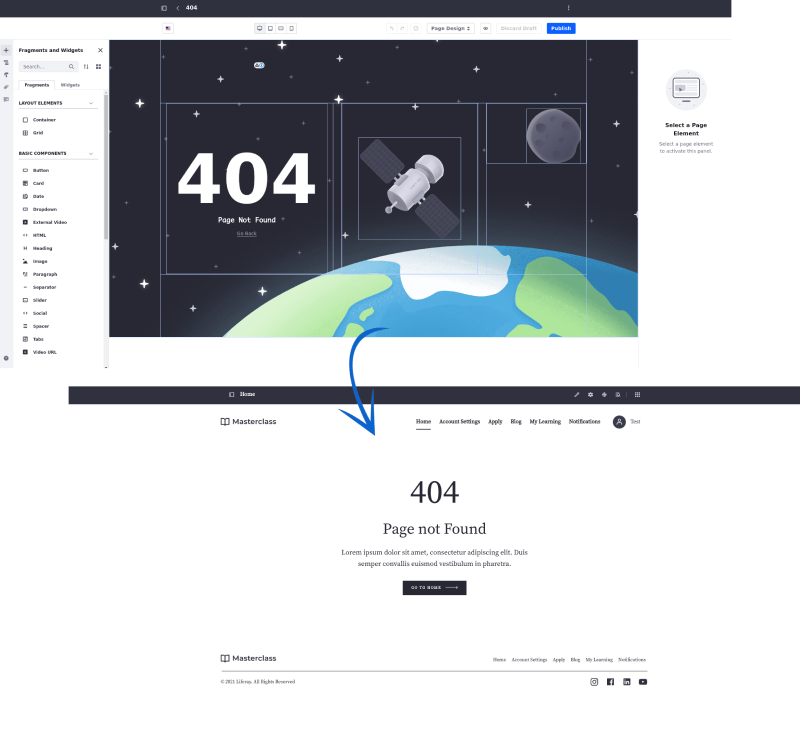 404
Page Design
Discard Draft
Publish
Fragments and Widgets
Search...
Fragments
Widgets
LAYOUT ELEMENTS
Container
Grid
BASIC COMPONENTS
Button
Card
Date
Dropdown
External Video
HTML
Heading
Image
Paragraph
Separator
Slider
Social
Spacer
Tabs
Video URL
404
Page Not Found
Go Back
Select a Page
Element
Select a page element
to activate this panel.
Home
Masterclass
Home Account Settings Apply Blog My Learning Notifications
Test
404
Page not Found
Lorem ipsum dolor sit amet, consectetur adipiscing elit. Duis
semper convallis euismod vestibulum in pharetra.
GO TO HOME
Masterclass
Home Account Settings Apply Blog My Learning Notifications
© 2021 Liferay. All Rights Reserved